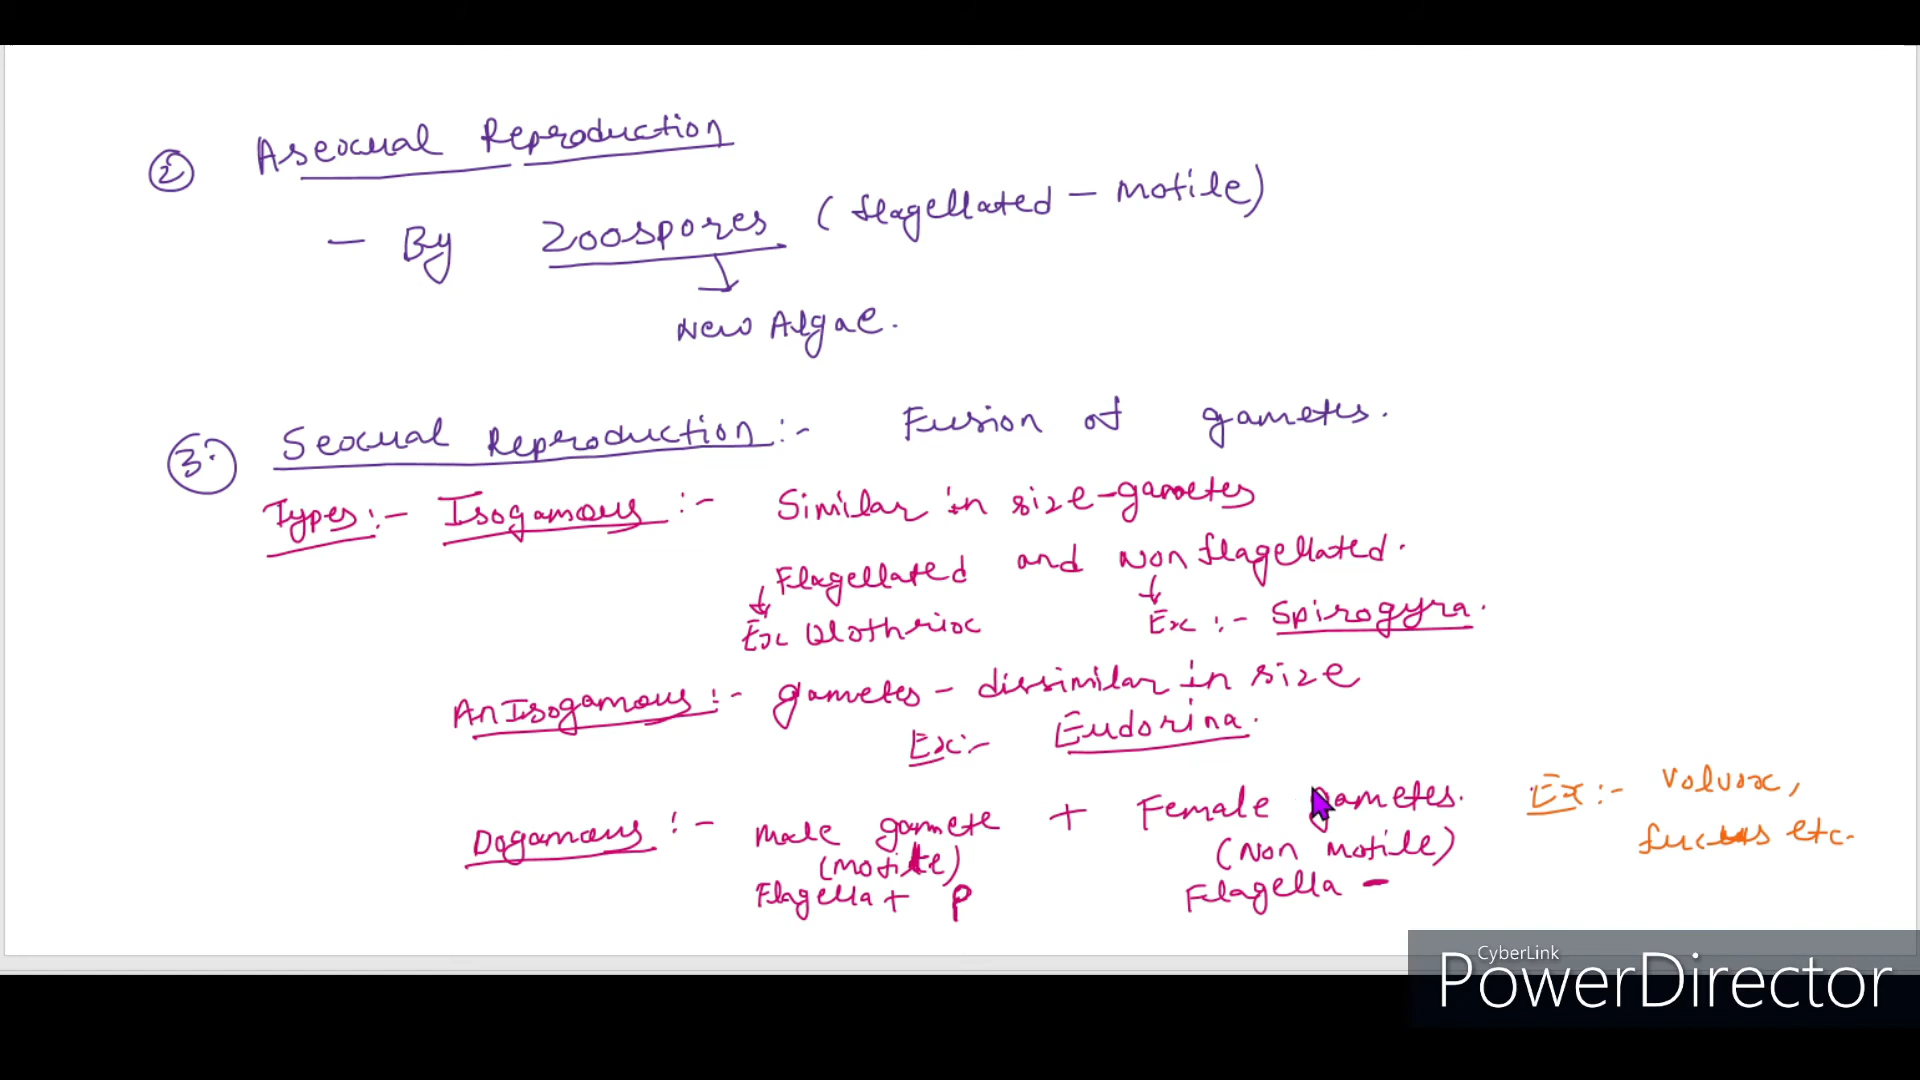 ② Asexual Reproduction
- By Zoospores (flagellated - motile)
↓
New Algae.
③. Sexual Reproduction :- Fusion of gametes.
Types :- Isogamous :- Similar in size-gametes
Flagellated and Non flagellated.
↓ Ex Ulothrix ↓ Ex :- Spirogyra.
AnIsogamous :- gametes - dissimilar in size
Ex:- Eudorina.
Oogamous :- Male gamete + Female gametes. Ex :- Volvox,
(motile) (Non motile) fucus etc.
Flagella + P Flagella -
CyberLink
PowerDirector